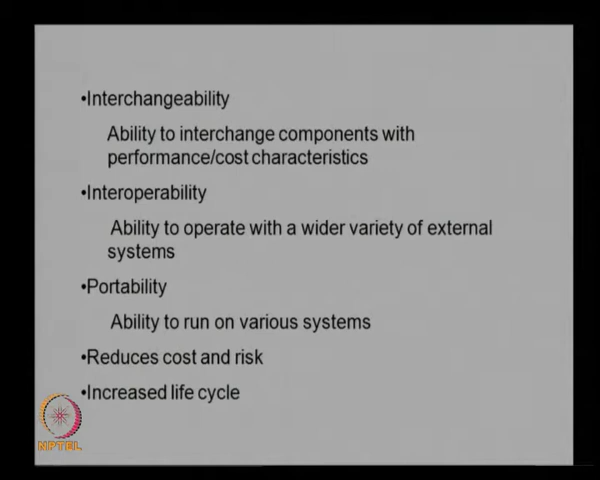 •Interchangeability
Ability to interchange components with
performance/cost characteristics
•Interoperability
Ability to operate with a wider variety of external
systems
•Portability
Ability to run on various systems
•Reduces cost and risk
•Increased life cycle
NPTEL